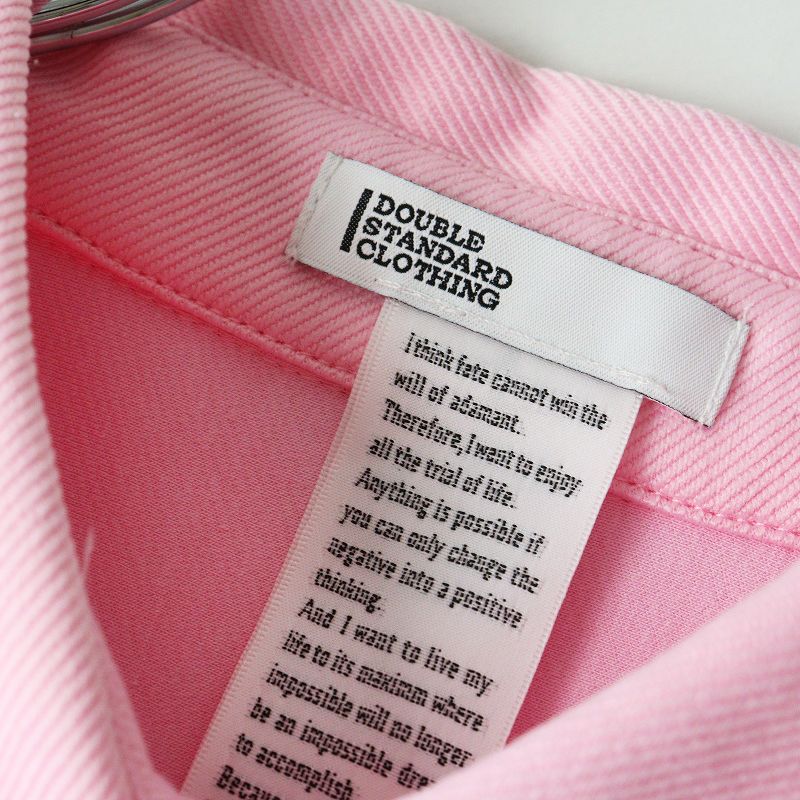 DOUBLE
STANDARD
CLOTHING
I think fate cannot win the
will of adamant.
Therefore, I want to enjoy
all the trial of life.
Anything is possible if
you can only change the
negative into a positive
thinking.
And I want to live my
life to its maximum where
impossible will no longer
be an impossible
to accomplish.